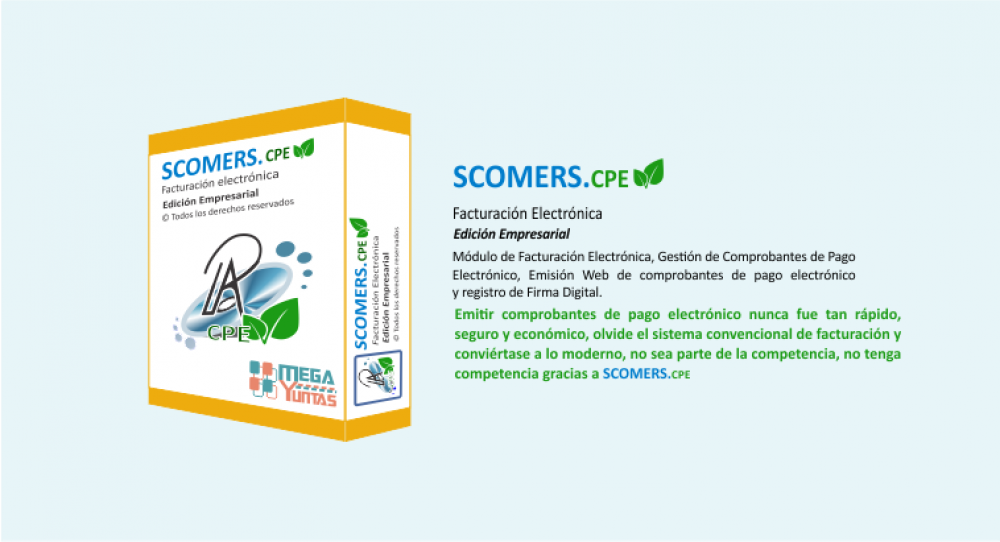 SCOMERS.CPE
Facturación electrónica
Edición Empresarial
© Todos los derechos reservados
PA
CPE
MEGA
YUNTAS
SCOMERS.CPE
Facturación Electrónica
Edición Empresarial
© Todos los derechos reservados
SCOMERS.CPE
Facturación Electrónica
Edición Empresarial
Módulo de Facturación Electrónica, Gestión de Comprobantes de Pago
Electrónico, Emisión Web de comprobantes de pago electrónico
y registro de Firma Digital.
Emitir comprobantes de pago electrónico nunca fue tan rápido,
seguro y económico, olvide el sistema convencional de facturación y
conviértase a lo moderno, no sea parte de la competencia, no tenga
competencia gracias a SCOMERS.CPE